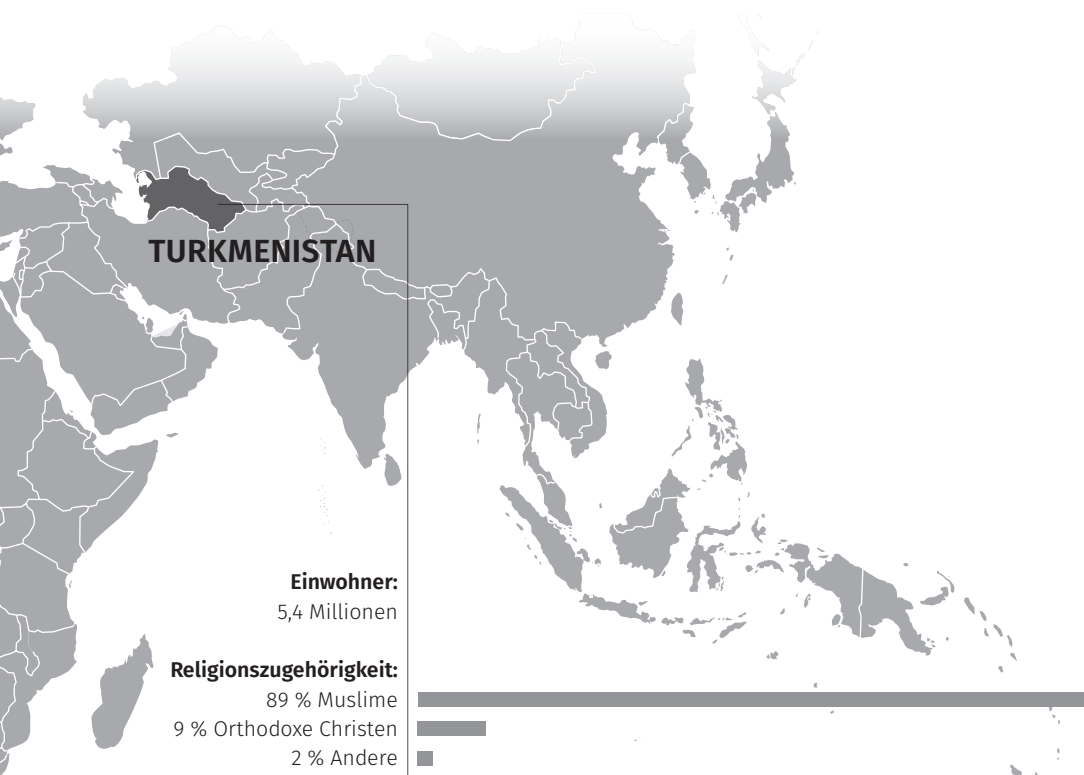 TURKMENISTAN
Einwohner:
5,4 Millionen
Religionszugehörigkeit:
89 % Muslime
9 % Orthodoxe Christen
2 % Andere